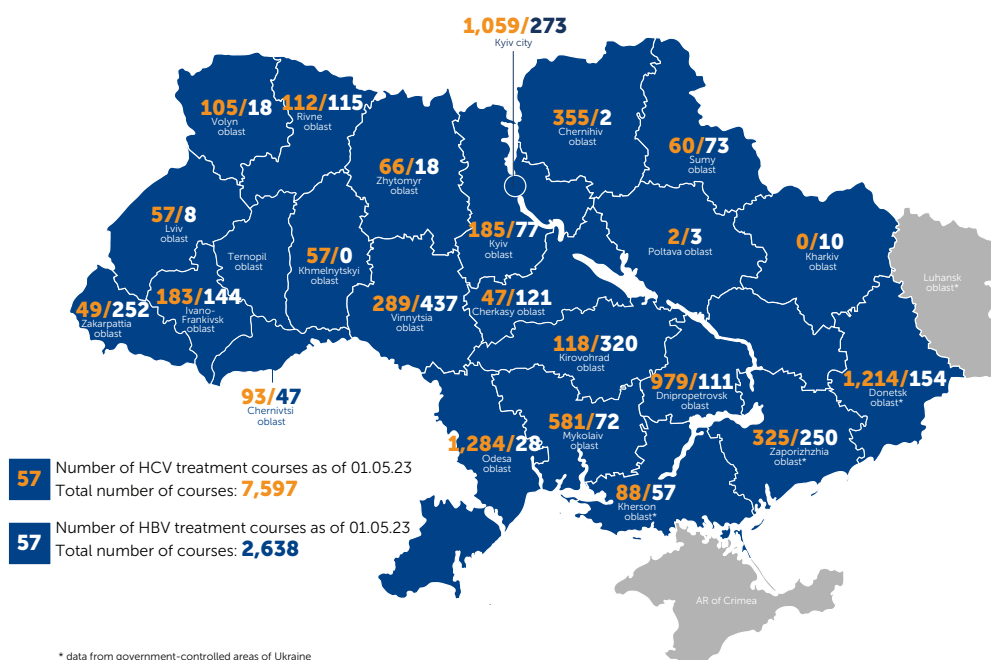 1,059/273
Kyiv city
105/18
Volyn
oblast
112/115
Rivne
oblast
355/2
Chernihiv
oblast
60/73
Sumy
oblast
66/18
Zhytomyr
oblast
57/8
Lviv
oblast
Ternopil
oblast
57/0
Khmelnytskyi
oblast
185/77
Kyiv
oblast
2/3
Poltava oblast
0/10
Kharkiv
oblast
Luhansk
oblast*
49/252
Zakarpattia
oblast
183/144
Ivano-
Frankivsk
oblast
289/437
Vinnytsia
oblast
47/121
Cherkasy oblast
118/320
Kirovohrad
oblast
979/111
Dnipropetrovsk
oblast
1,214/154
Donetsk
oblast*
93/47
Chernivtsi
oblast
1,284/28
Odesa
oblast
581/72
Mykolaiv
oblast
325/250
Zaporizhzhia
oblast*
88/57
Kherson
oblast*
AR of Crimea
57 Number of HCV treatment courses as of 01.05.23
Total number of courses: 7,597
57 Number of HBV treatment courses as of 01.05.23
Total number of courses: 2,638
* data from government-controlled areas of Ukraine